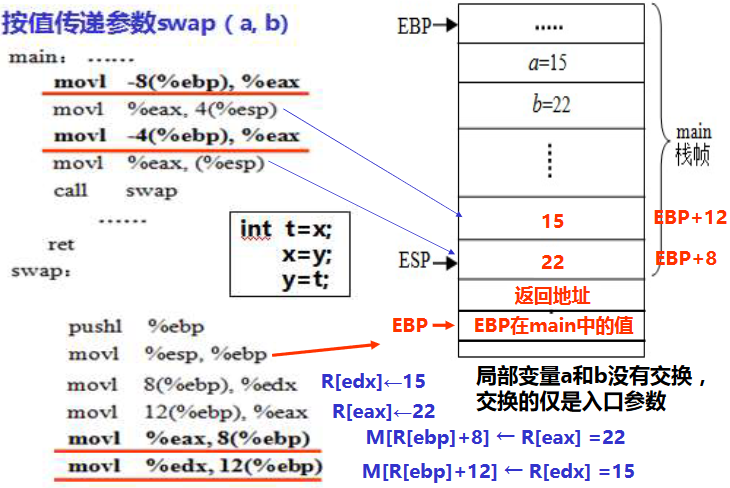 按值传递参数swap（a, b)
main: ……
movl -8(%ebp), %eax
movl %eax, 4(%esp)
movl -4(%ebp), %eax
movl %eax, (%esp)
call swap
……
ret
swap:
pushl %ebp
movl %esp, %ebp
movl 8(%ebp), %edx
movl 12(%ebp), %eax
movl %eax, 8(%ebp)
movl %edx, 12(%ebp)
int t=x;
x=y;
y=t;
EBP
.....
a=15
b=22
15
EBP+12
ESP
22
EBP+8
main
栈帧
返回地址
EBP
EBP在main中的值
R[edx]←15
R[eax]←22
M[R[ebp]+8] ← R[eax] =22
M[R[ebp]+12] ← R[edx] =15
局部变量a和b没有交换，
交换的仅是入口参数